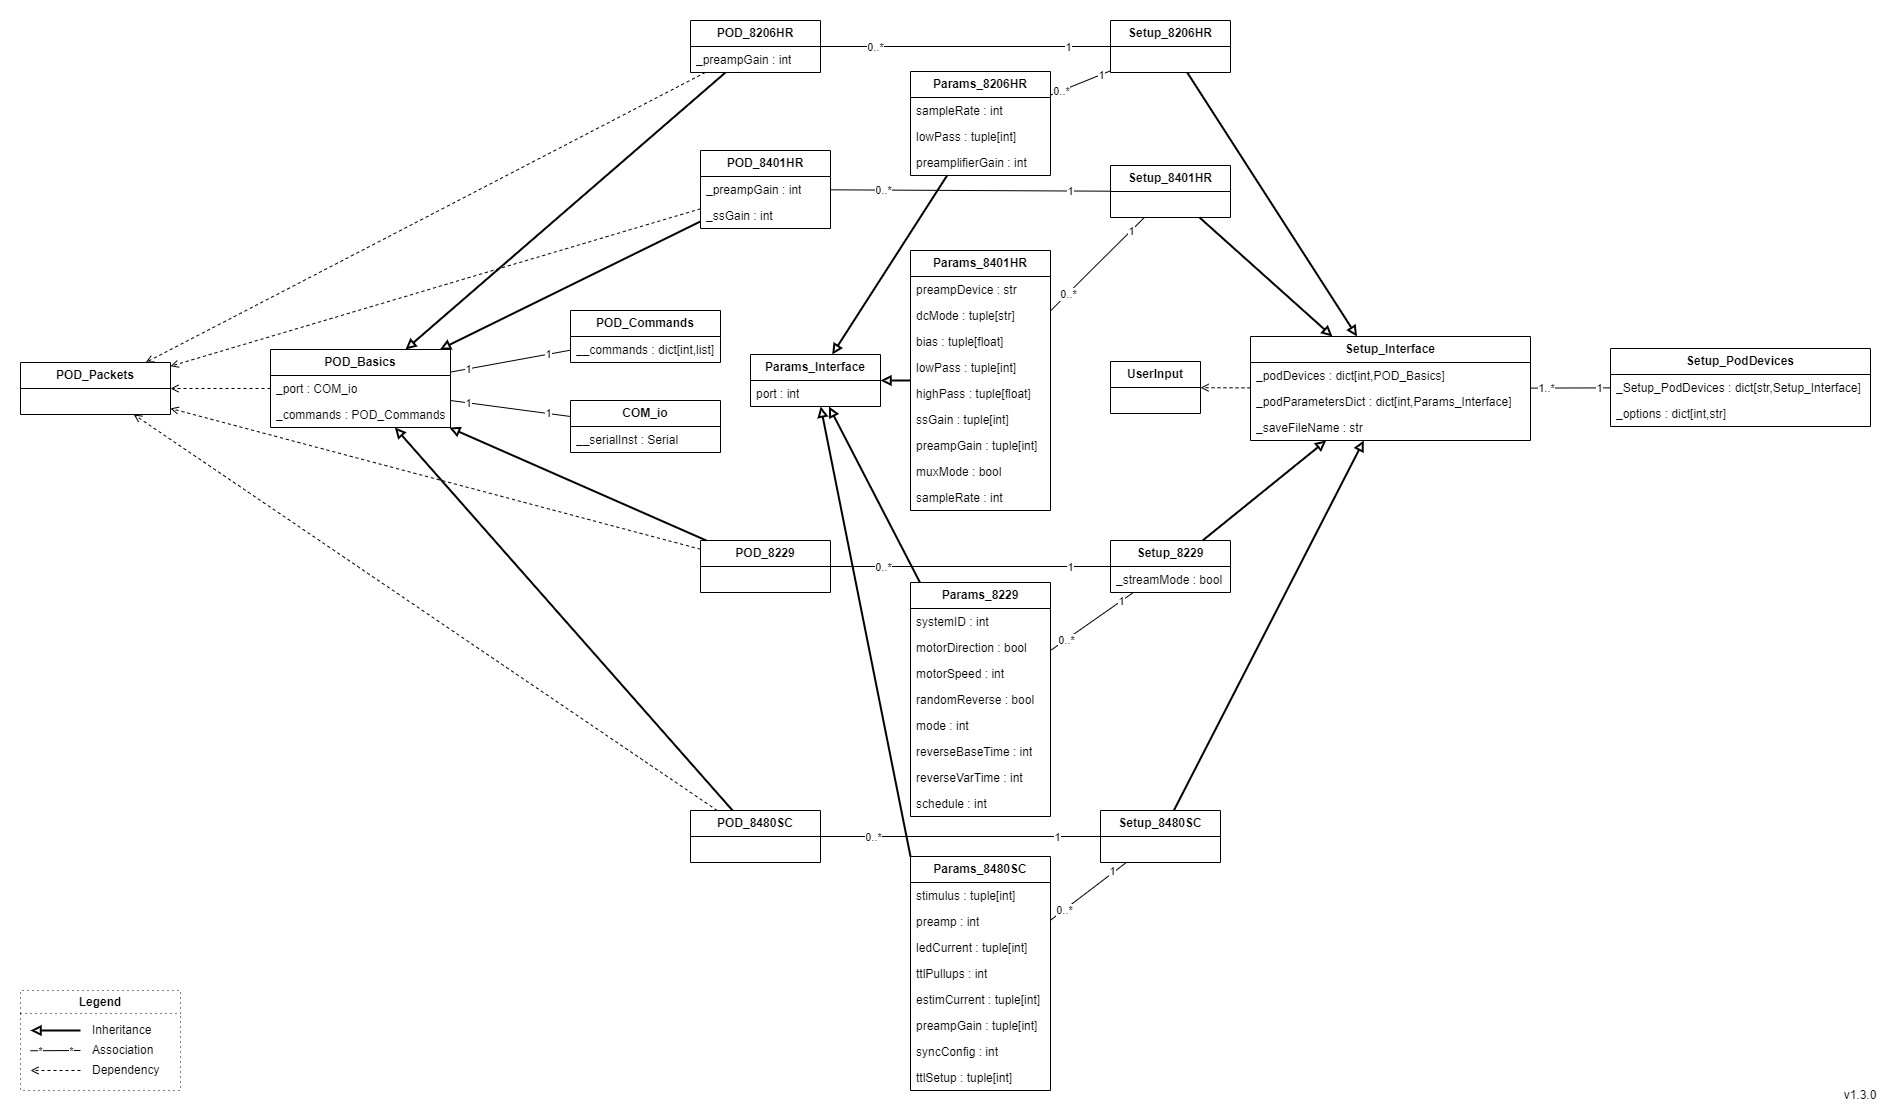 POD_8206HR
_preampGain : int
0..*
1
Setup_8206HR
Params_8206HR
sampleRate : int
lowPass : tuple[int]
preamplifierGain : int
0..*
1
POD_8401HR
_preampGain : int
_ssGain : int
0..*
1
Setup_8401HR
Params_8401HR
preampDevice : str
dcMode : tuple[str]
bias : tuple[float]
lowPass : tuple[int]
highPass : tuple[float]
ssGain : tuple[int]
preampGain : tuple[int]
muxMode : bool
sampleRate : int
0..*
1
POD_Packets
POD_Basics
_port : COM_io
_commands : POD_Commands
1
1
POD_Commands
__commands : dict[int,list]
1
1
COM_io
__serialInst : Serial
Params_Interface
port : int
UserInput
Setup_Interface
_podDevices : dict[int,POD_Basics]
_podParametersDict : dict[int,Params_Interface]
_saveFileName : str
1..*
1
Setup_PodDevices
_Setup_PodDevices : dict[str,Setup_Interface]
_options : dict[int,str]
POD_8229
0..*
1
Setup_8229
_streamMode : bool
Params_8229
systemID : int
motorDirection : bool
motorSpeed : int
randomReverse : bool
mode : int
reverseBaseTime : int
reverseVarTime : int
schedule : int
0..*
1
POD_8480SC
0..*
1
Setup_8480SC
Params_8480SC
stimulus : tuple[int]
preamp : int
ledCurrent : tuple[int]
ttlPullups : int
estimCurrent : tuple[int]
preampGain : tuple[int]
syncConfig : int
ttlSetup : tuple[int]
0..*
1
Legend
Inheritance
* * Association
Dependency
v1.3.0